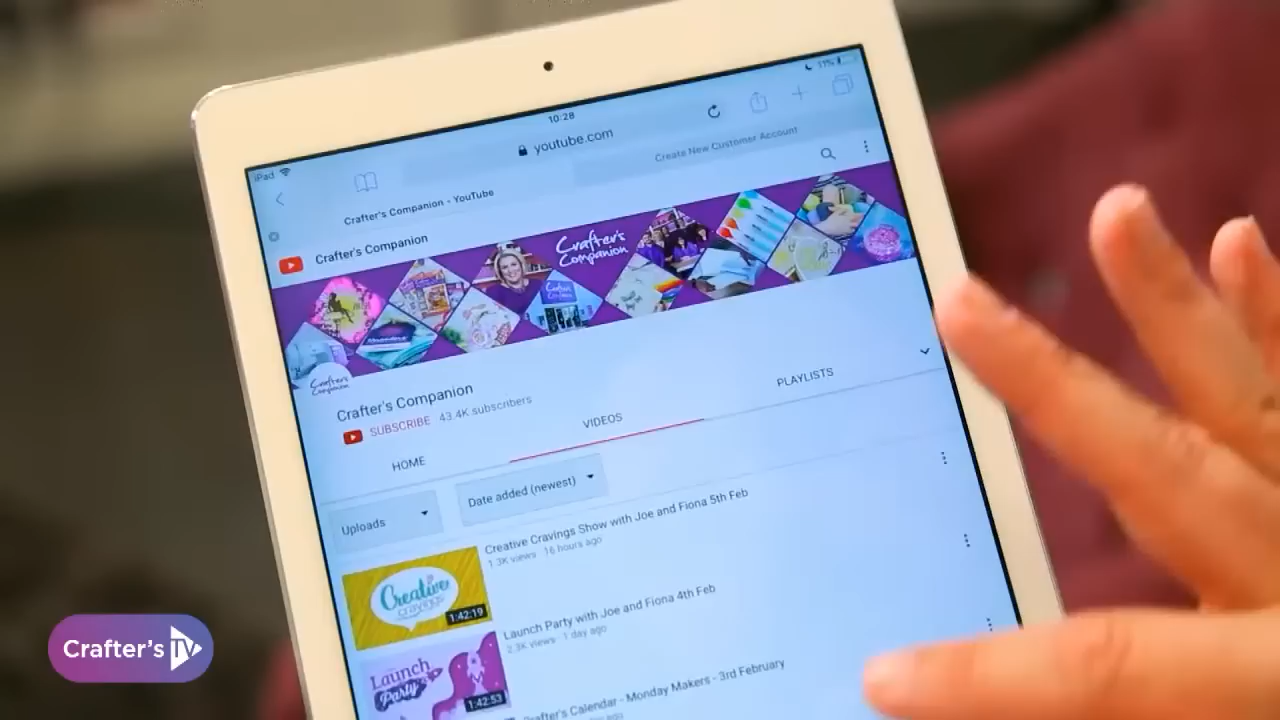 iPad
10:28
11%
youtube.com
Crafter's Companion - YouTube
Create New Customer Account
Crafter's Companion
Crafter's
Companion
Crafter's
Companion
Crafter's Companion
SUBSCRIBE 43.4K subscribers
HOME
VIDEOS
PLAYLISTS
Uploads
Date added (newest)
Creative Cravings Show with Joe and Fiona 5th Feb
1.3K views · 16 hours ago
Creative
cravings
1:42:19
Launch Party with Joe and Fiona 4th Feb
2.3K views · 1 day ago
Launch
Party
1:42:53
Crafter's Calendar - Monday Makers - 3rd February
ago
Crafter's TV